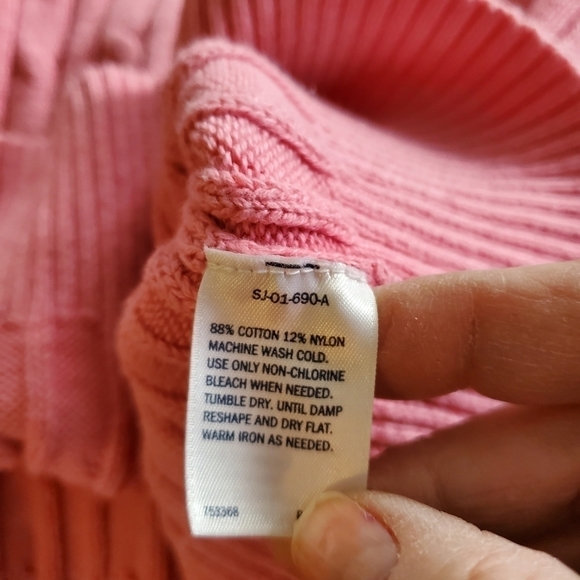 SJ-01-690-A
88% COTTON 12% NYLON
MACHINE WASH COLD.
USE ONLY NON-CHLORINE
BLEACH WHEN NEEDED.
TUMBLE DRY. UNTIL DAMP
RESHAPE AND DRY FLAT.
WARM IRON AS NEEDED.
753368